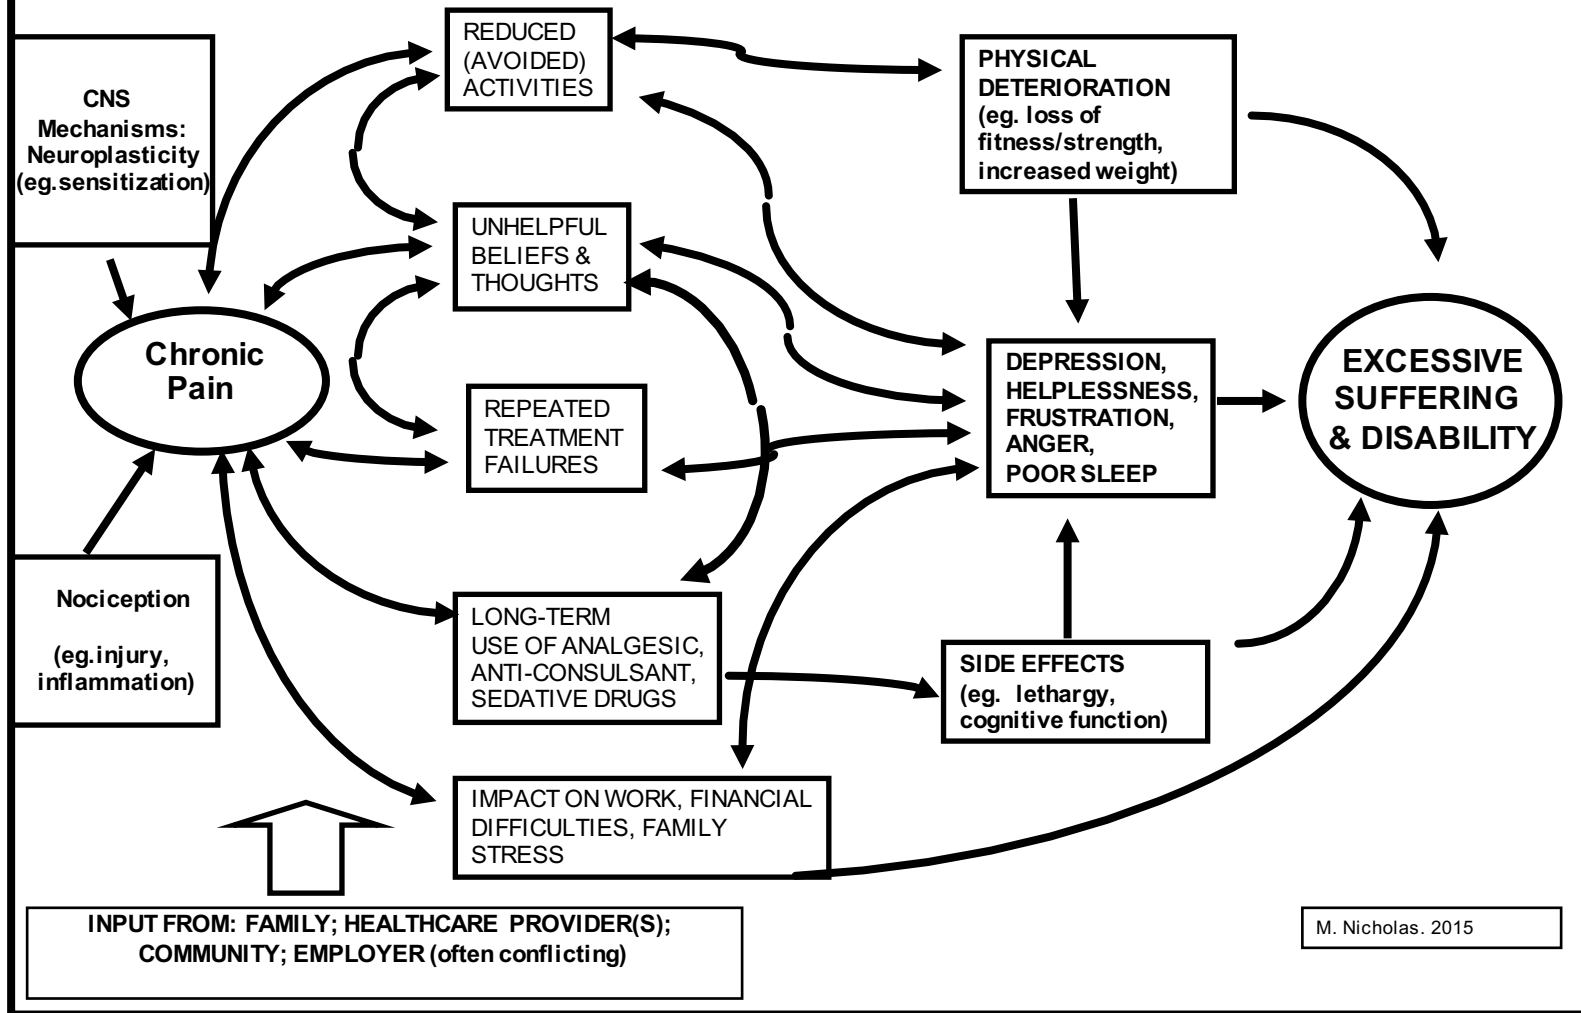 REDUCED
(AVOIDED)
ACTIVITIES
PHYSICAL
DETERIORATION
(eg. loss of
fitness/strength,
increased weight)
CNS
Mechanisms:
Neuroplasticity
(eg.sensitization)
UNHELPFUL
BELIEFS &
THOUGHTS
Chronic
Pain
DEPRESSION,
HELPLESSNESS,
FRUSTRATION,
ANGER,
POOR SLEEP
EXCESSIVE
SUFFERING
& DISABILITY
REPEATED
TREATMENT
FAILURES
Nociception
(eg.injury,
inflammation)
LONG-TERM
USE OF ANALGESIC,
ANTI-CONSULSANT,
SEDATIVE DRUGS
SIDE EFFECTS
(eg. lethargy,
cognitive function)
IMPACT ON WORK, FINANCIAL
DIFFICULTIES, FAMILY
STRESS
INPUT FROM: FAMILY; HEALTHCARE PROVIDER(S);
COMMUNITY; EMPLOYER (often conflicting)
M. Nicholas. 2015